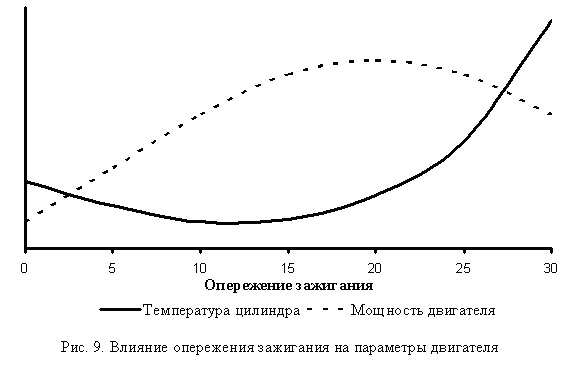 0 5 10 15 20 25 30
Опережение зажигания
Температура цилиндра Мощность двигателя
Рис. 9. Влияние опережения зажигания на параметры двигателя